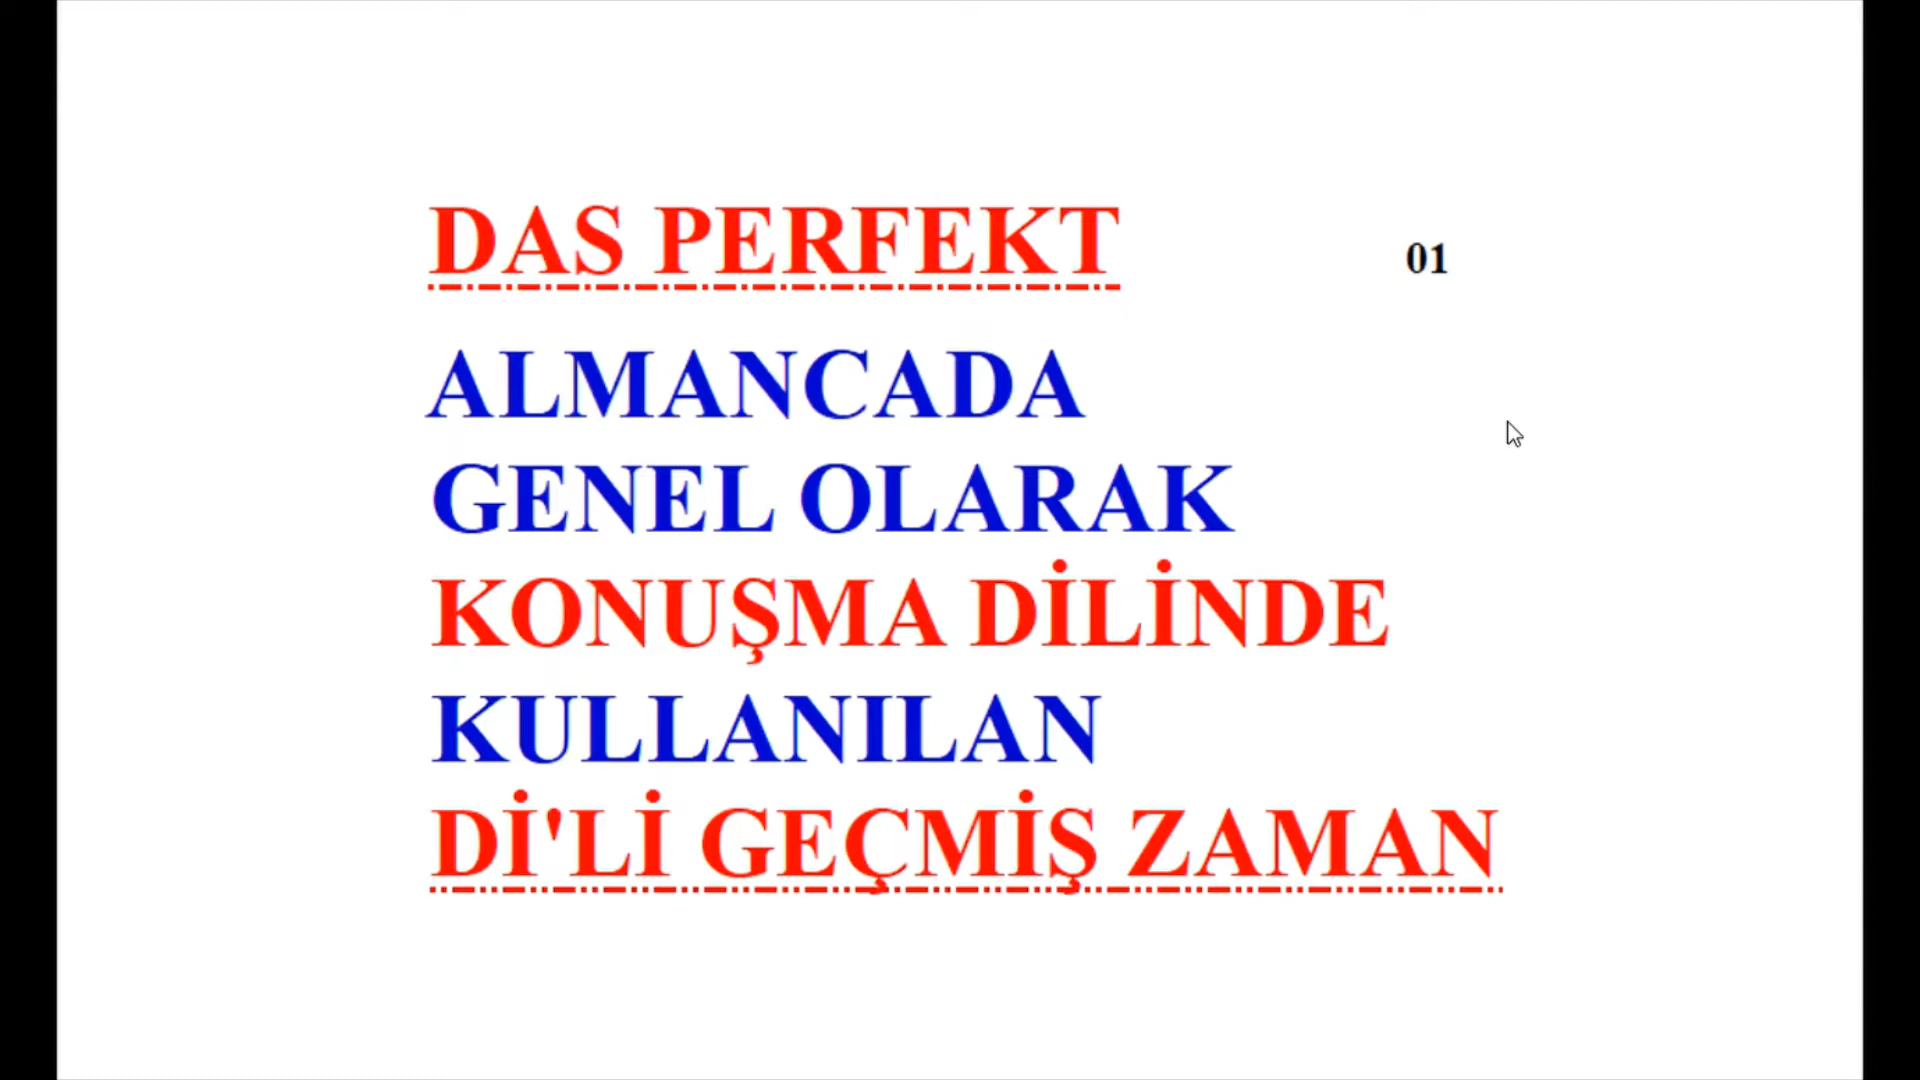 DAS PERFEKT 01
ALMANCADA
GENEL OLARAK
KONUŞMA DİLİNDE
KULLANILAN
Dİ'Lİ GEÇMİŞ ZAMAN